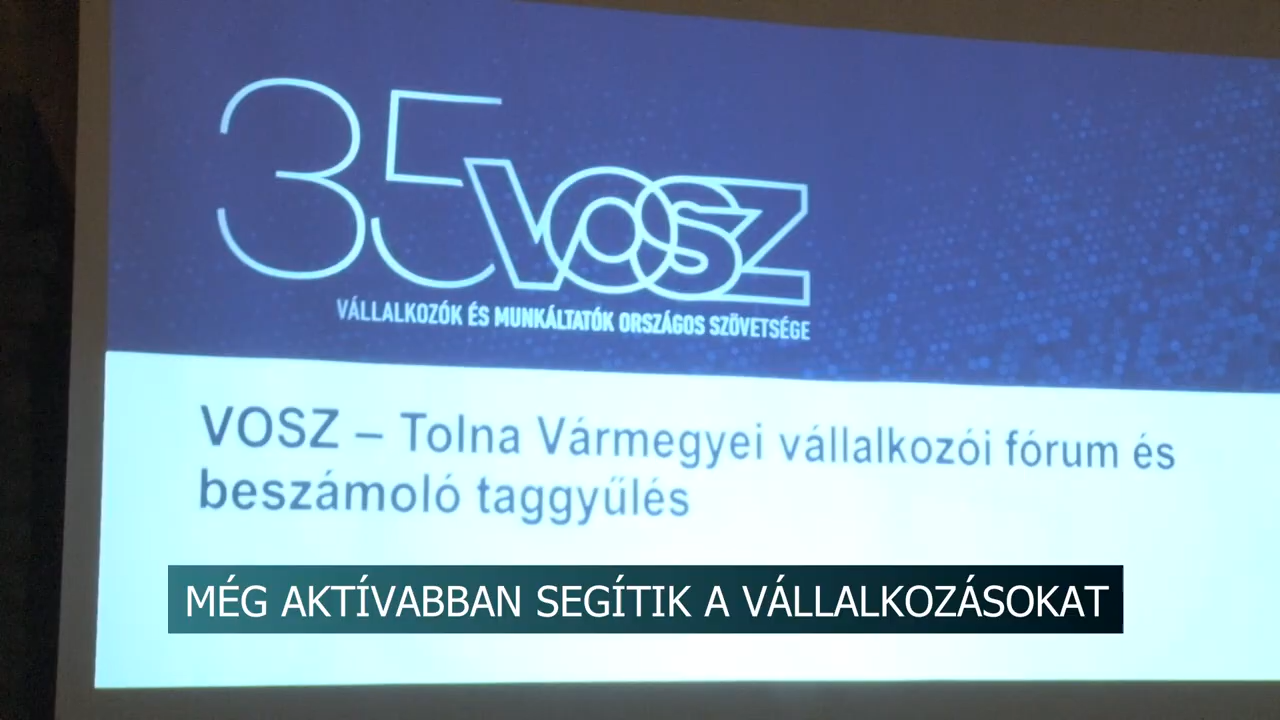 35 VOSZ
VÁLLALKOZÓK ÉS MUNKÁLTATÓK ORSZÁGOS SZÖVETSÉGE
VOSZ – Tolna Vármegyei vállalkozói fórum és
beszámoló taggyűlés
MÉG AKTÍVABBAN SEGÍTIK A VÁLLALKOZÁSOKAT